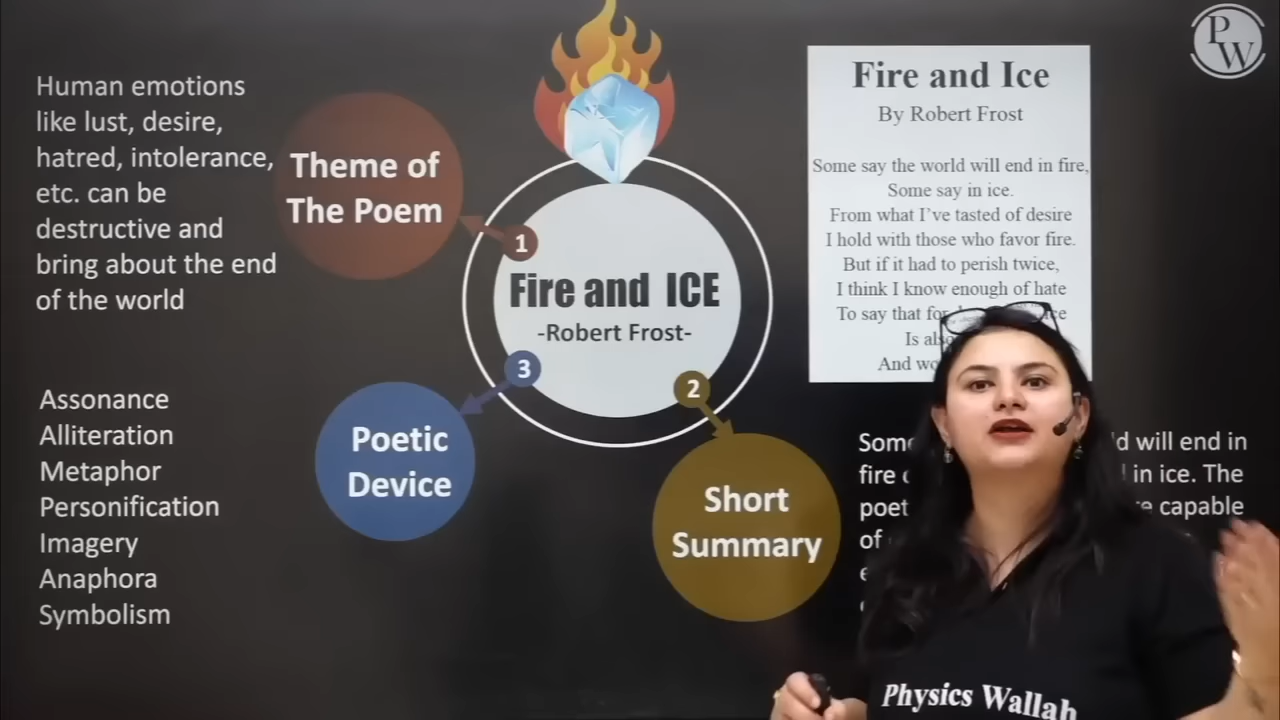 PW
Human emotions
like lust, desire,
hatred, intolerance,
etc. can be
destructive and
bring about the end
of the world
Theme of
The Poem
1
Fire and ICE
-Robert Frost-
3
2
Poetic
Device
Assonance
Alliteration
Metaphor
Personification
Imagery
Anaphora
Symbolism
Short
Summary
Fire and Ice
By Robert Frost
Some say the world will end in fire,
Some say in ice.
From what I’ve tasted of desire
I hold with those who favor fire.
But if it had to perish twice,
I think I know enough of hate
To say that for
Is also
And
Some will end in
fire in ice. The
poet capable
of
Physics Wallah